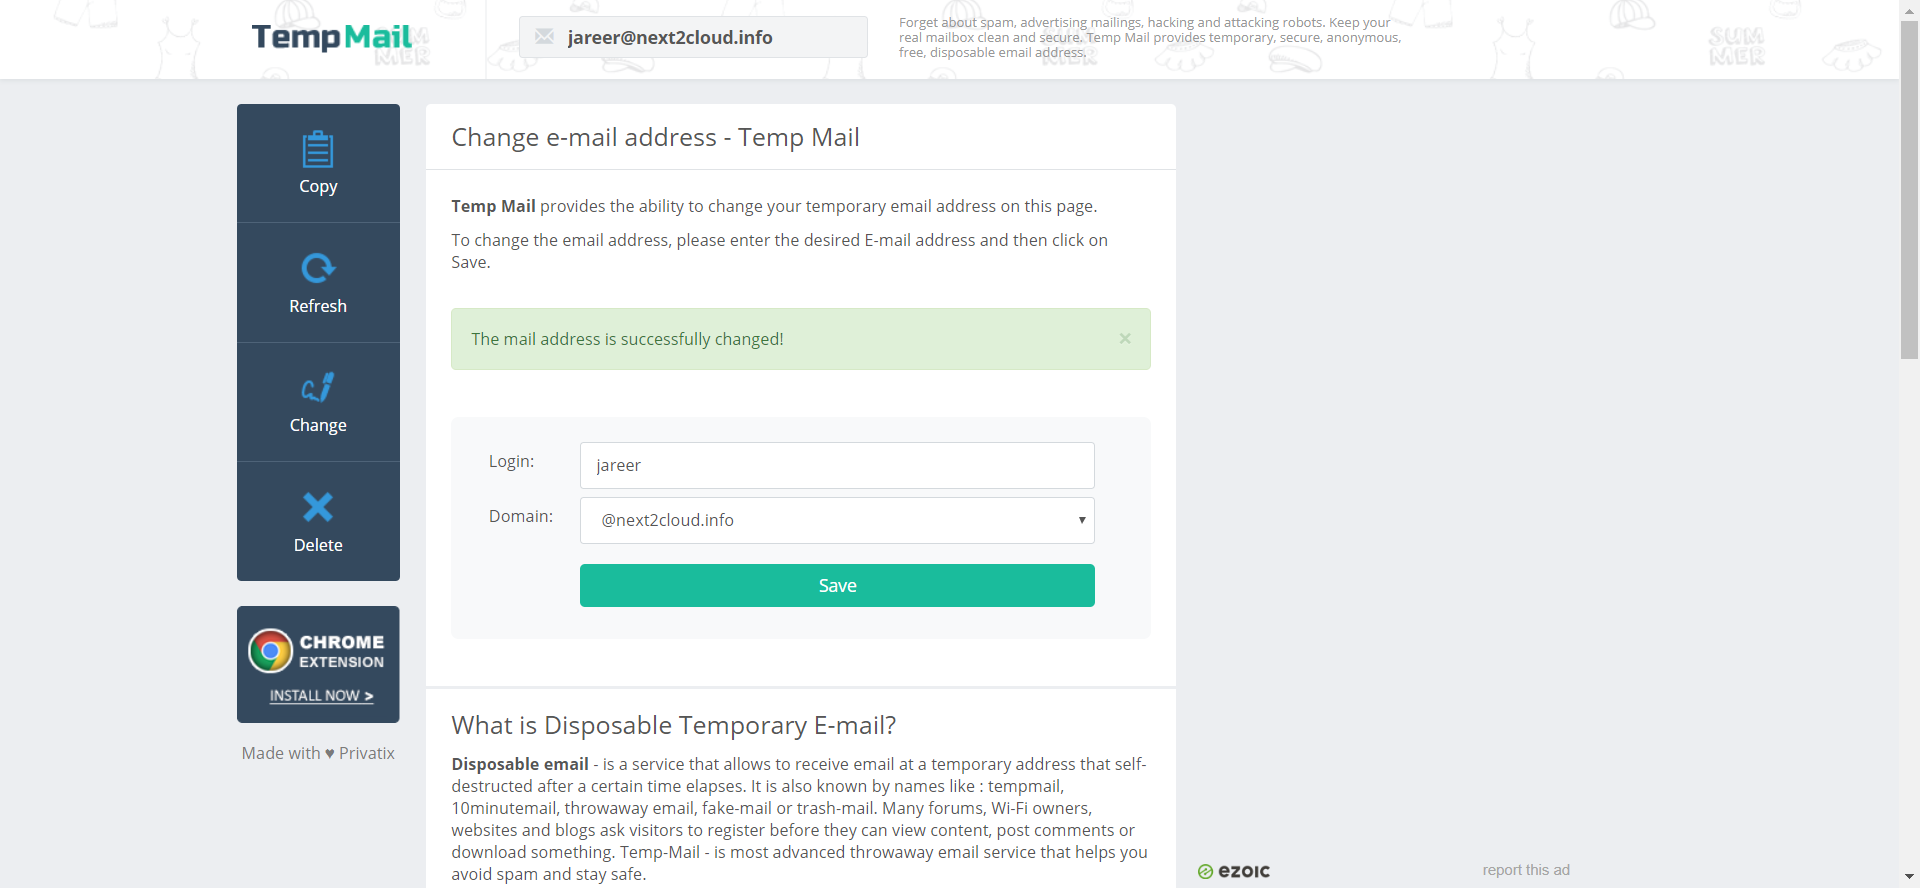 TempMail
jareer@next2cloud.info
Forget about spam, advertising mailings, hacking and attacking robots. Keep your
real mailbox clean and secure. Temp Mail provides temporary, secure, anonymous,
free, disposable email address.
SUM
MER
SUM
MER
SUM
MER
Copy
Refresh
Change
Delete
CHROME
EXTENSION
INSTALL NOW >
Made with ♥ Privatix
Change e-mail address - Temp Mail
Temp Mail provides the ability to change your temporary email address on this page.
To change the email address, please enter the desired E-mail address and then click on
Save.
The mail address is successfully changed! ×
Login: jareer
Domain: @next2cloud.info ▾
Save
What is Disposable Temporary E-mail?
Disposable email - is a service that allows to receive email at a temporary address that self-
destructed after a certain time elapses. It is also known by names like : tempmail,
10minutemail, throwaway email, fake-mail or trash-mail. Many forums, Wi-Fi owners,
websites and blogs ask visitors to register before they can view content, post comments or
download something. Temp-Mail - is most advanced throwaway email service that helps you
avoid spam and stay safe.
ezoic
report this ad